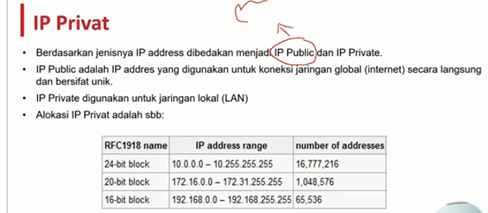 IP Privat
• Berdasarkan jenisnya IP address dibedakan menjadi IP Public dan IP Private.
• IP Public adalah IP addres yang digunakan untuk koneksi jaringan global (internet) secara langsung
dan bersifat unik.
• IP Private digunakan untuk jaringan lokal (LAN)
• Alokasi IP Privat adalah sbb:
RFC1918 name IP address range number of addresses
24-bit block 10.0.0.0 – 10.255.255.255 16,777,216
20-bit block 172.16.0.0 – 172.31.255.255 1,048,576
16-bit block 192.168.0.0 – 192.168.255.255 65,536